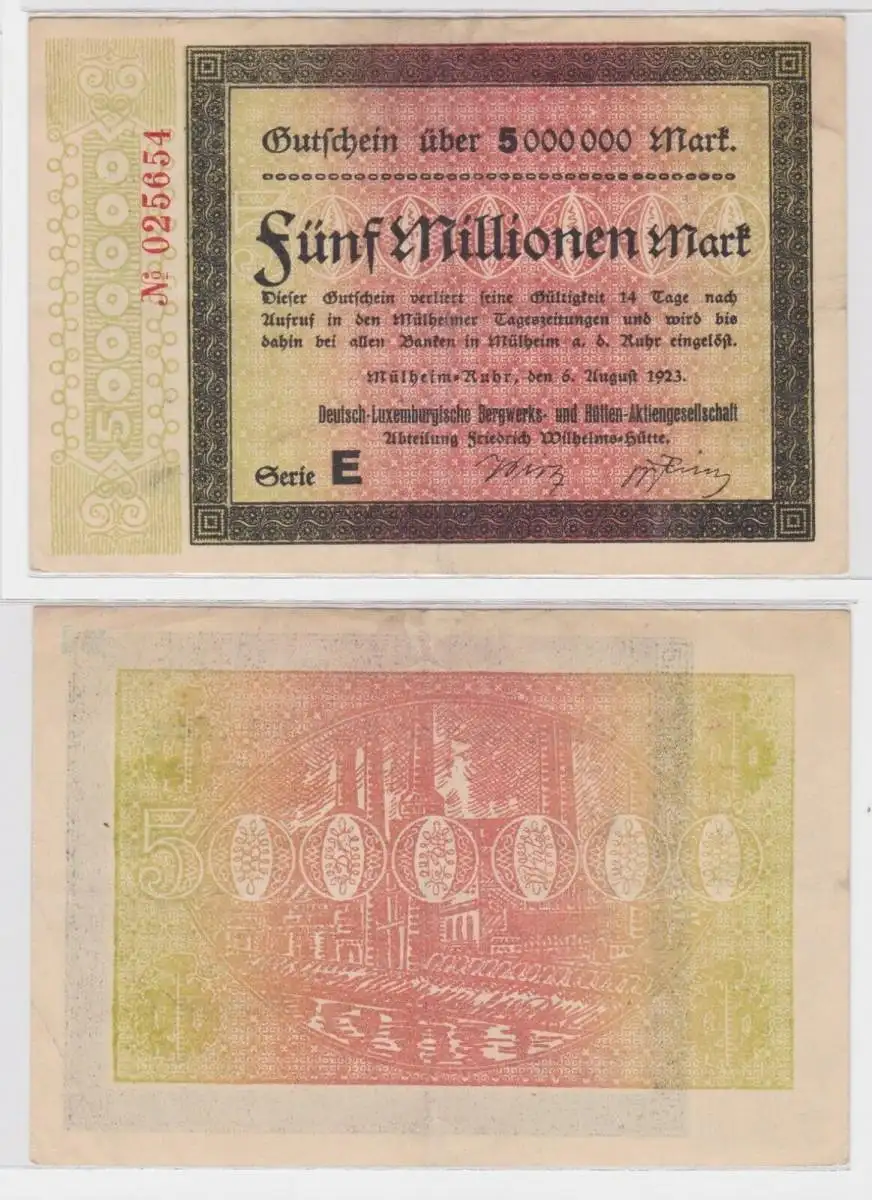 5000000
№ 025654
Gutschein über 5000000 Mark.
Fünf Millionen Mark
Dieser Gutschein verliert seine Gültigkeit 14 Tage nach
Aufruf in den Mülheimer Tageszeitungen und wird bis
dahin bei allen Banken in Mülheim a. d. Ruhr eingelöst.
Mülheim-Ruhr, den 6. August 1923.
Deutsch-Luxemburgische Bergwerks- und Hütten-Aktiengesellschaft
Abteilung Friedrich Wilhelms-Hütte.
Serie E
5000000